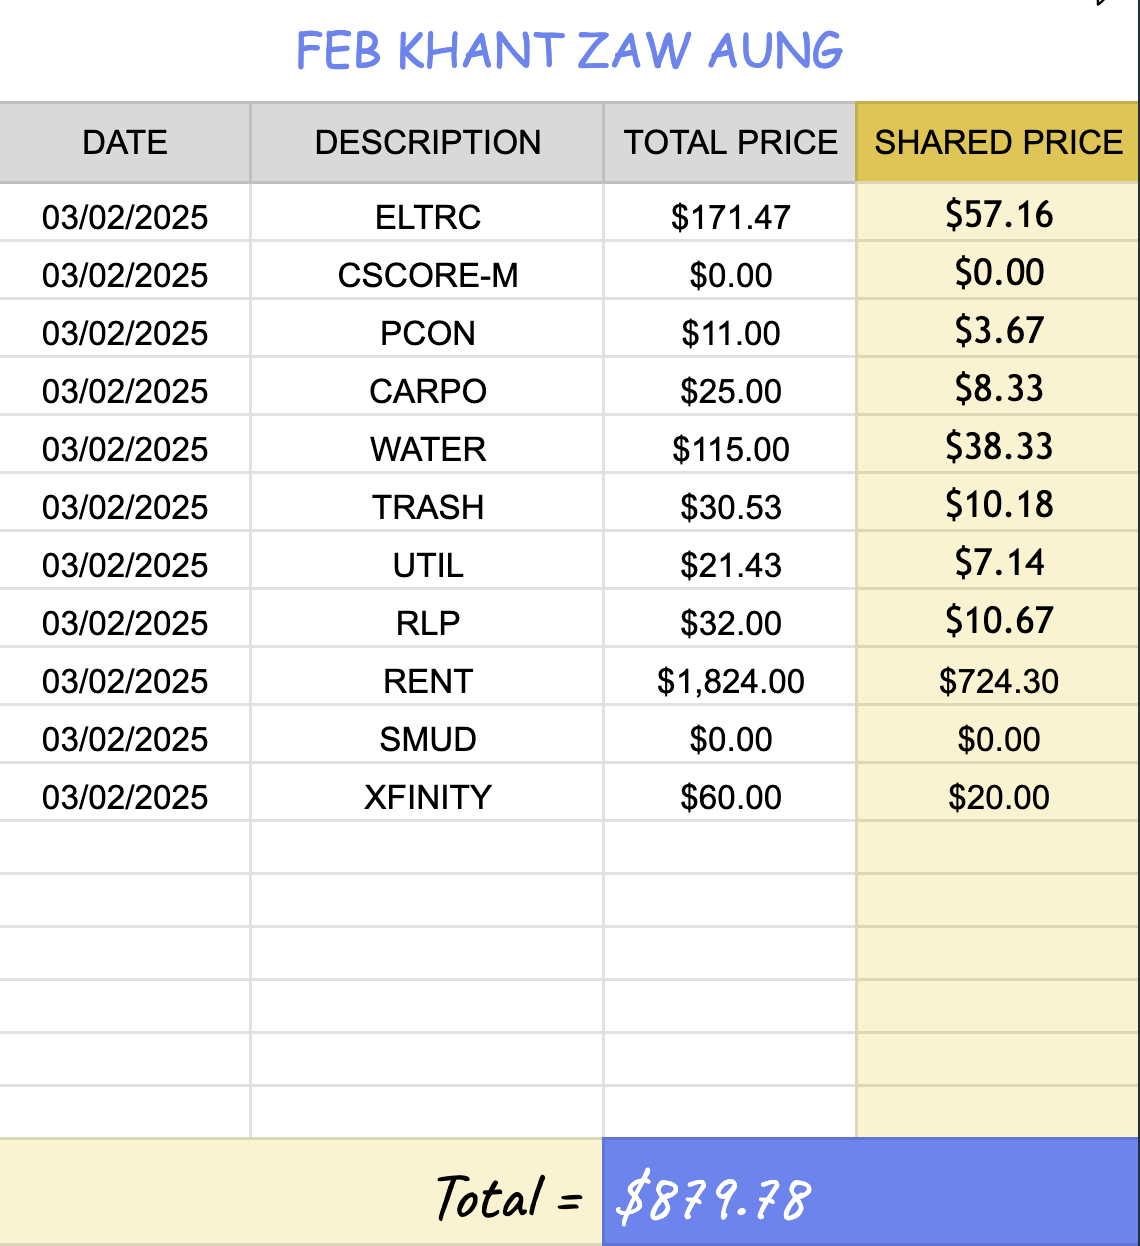 FEB KHANT ZAW AUNG
DATE DESCRIPTION TOTAL PRICE SHARED PRICE
03/02/2025 ELTRC $171.47 $57.16
03/02/2025 CSCORE-M $0.00 $0.00
03/02/2025 PCON $11.00 $3.67
03/02/2025 CARPO $25.00 $8.33
03/02/2025 WATER $115.00 $38.33
03/02/2025 TRASH $30.53 $10.18
03/02/2025 UTIL $21.43 $7.14
03/02/2025 RLP $32.00 $10.67
03/02/2025 RENT $1,824.00 $724.30
03/02/2025 SMUD $0.00 $0.00
03/02/2025 XFINITY $60.00 $20.00
Total = $879.78